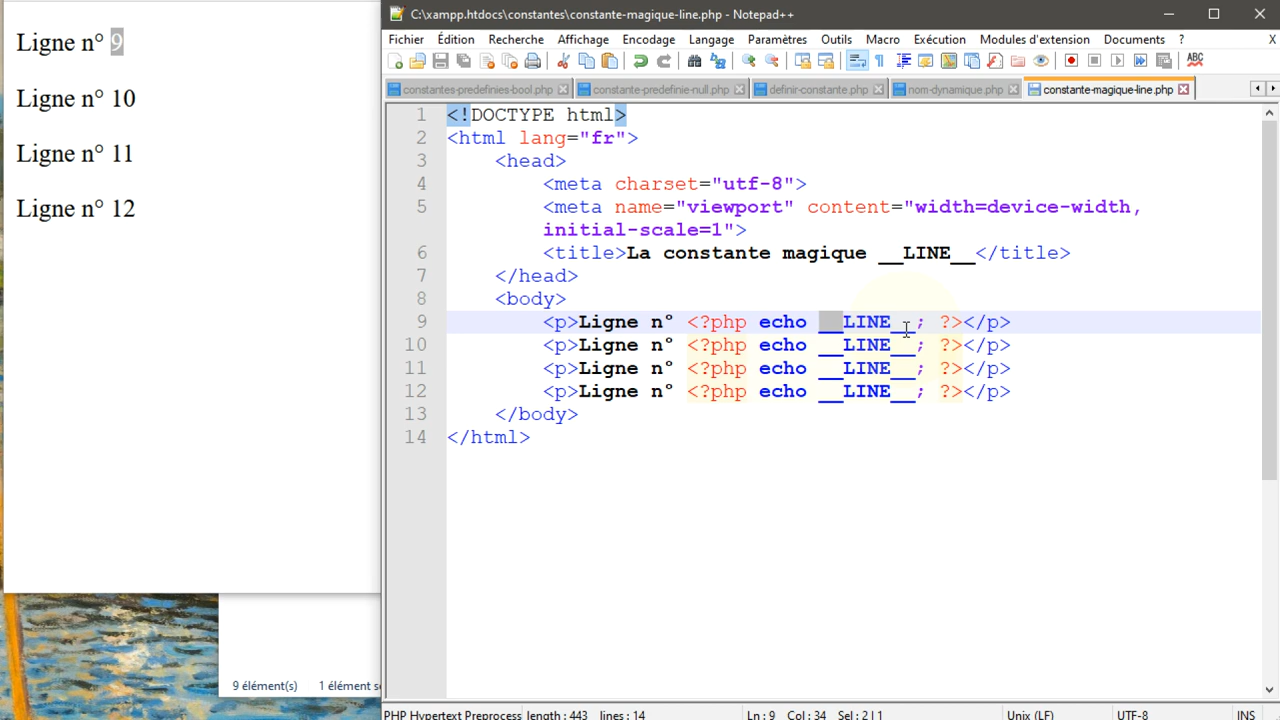 Ligne n° 9
Ligne n° 10
Ligne n° 11
Ligne n° 12
9 élément(s) 1 élément
C:\xampp.htdocs\constantes\constante-magique-line.php - Notepad++
Fichier Édition Recherche Affichage Encodage Langage Paramètres Outils Macro Exécution Modules d'extension Documents ? X
constantes-predefinies-bool.php constante-predefinie-null.php definir-constante.php nom-dynamique.php constante-magique-line.php
1 <!DOCTYPE html>
2 <html lang="fr">
3 <head>
4 <meta charset="utf-8">
5 <meta name="viewport" content="width=device-width,
initial-scale=1">
6 <title>La constante magique __LINE__</title>
7 </head>
8 <body>
9 <p>Ligne n° <?php echo __LINE__; ?></p>
10 <p>Ligne n° <?php echo __LINE__; ?></p>
11 <p>Ligne n° <?php echo __LINE__; ?></p>
12 <p>Ligne n° <?php echo __LINE__; ?></p>
13 </body>
14 </html>
PHP Hypertext Preprocess length : 443 lines : 14 Ln : 9 Col : 34 Sel : 2 | 1 Unix (LF) UTF-8 INS